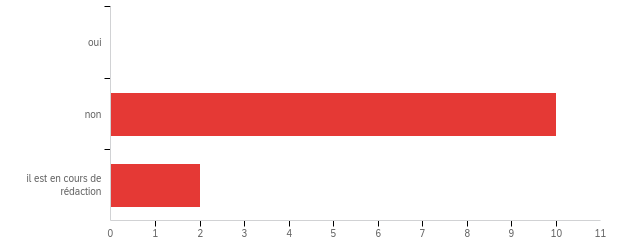 oui
non
il est en cours de
rédaction
0 1 2 3 4 5 6 7 8 9 10 11